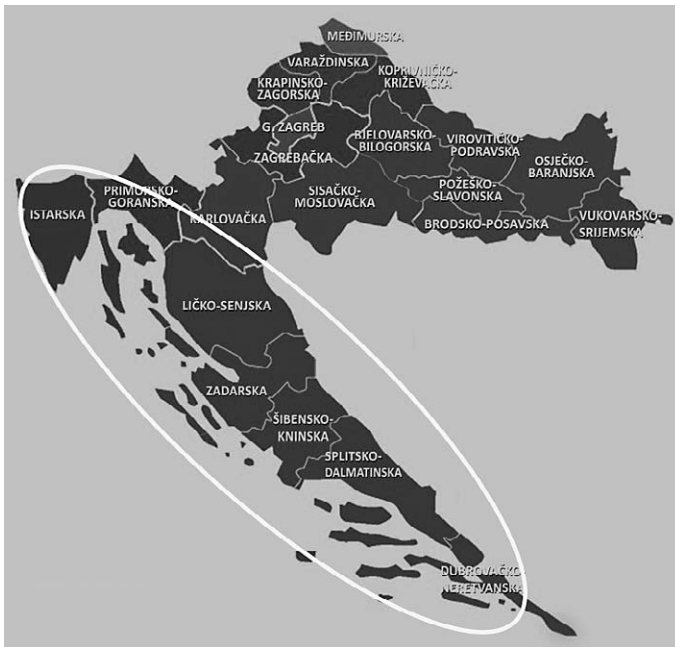 MEĐIMURSKA
VARAŽDINSKA
KOPRIVNIČKO-
KRIŽEVAČKA
KRAPINSKO-
ZAGORSKA
G. ZAGREB
ZAGREBAČKA
BJELOVARSKO-
BILOGORSKA
VIROVITIČKO-
PODRAVSKA
OSJEČKO-
BARANJSKA
ISTARSKA
PRIMORSKO-
GORANSKA
KARLOVAČKA
SISAČKO-
MOSLOVAČKA
POŽEŠKO-
SLAVONSKA
BRODSKO-POSAVSKA
VUKOVARSKO-
SRIJEMSKA
LIČKO-SENJSKA
ZADARSKA
ŠIBENSKO-
KNINSKA
SPLITSKO-
DALMATINSKA
DUBROVAČKO-
NERETVANSKA